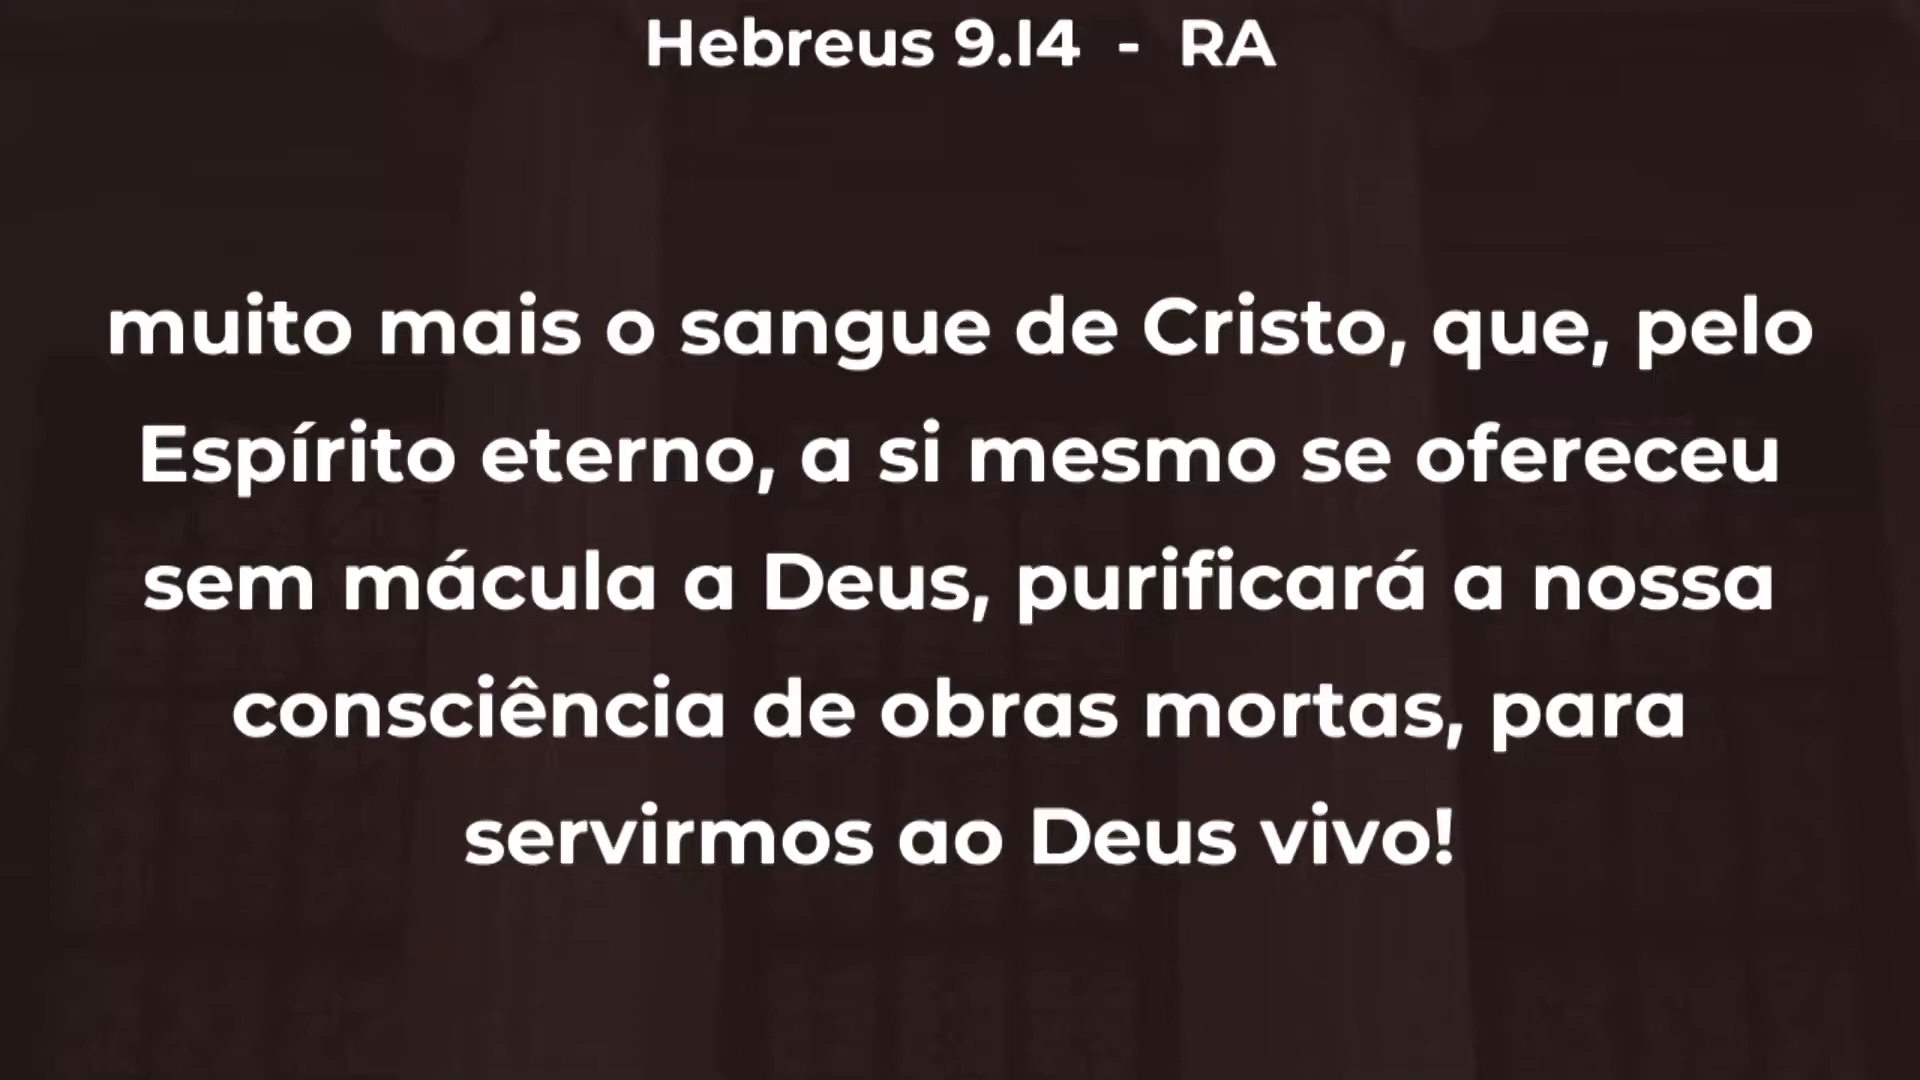 Hebreus 9.14 - RA
muito mais o sangue de Cristo, que, pelo
Espírito eterno, a si mesmo se ofereceu
sem mácula a Deus, purificará a nossa
consciência de obras mortas, para
servirmos ao Deus vivo!